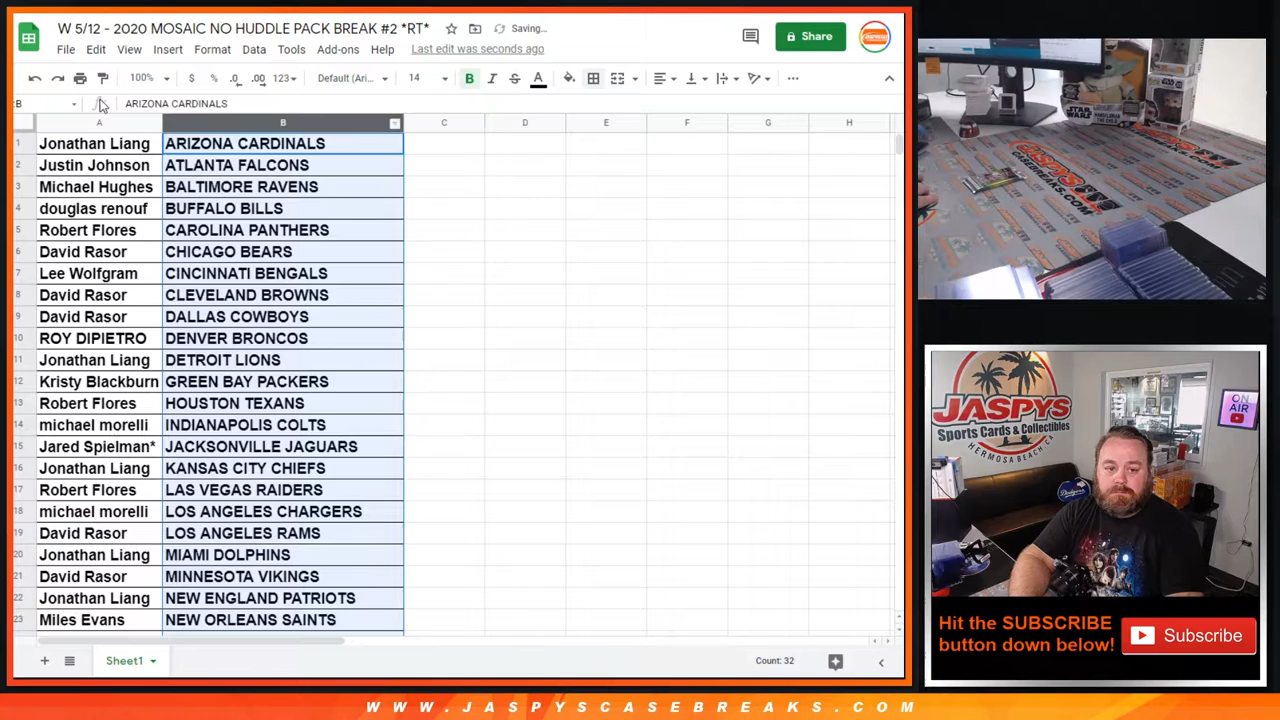 W 5/12 - 2020 MOSAIC NO HUDDLE PACK BREAK #2 *RT*
Saving...
File Edit View Insert Format Data Tools Add-ons Help Last edit was seconds ago
Share
100% $ % .0 .00 123 Default (Ari... 14 B I S A
ARIZONA CARDINALS
A B C D E F G H
1 Jonathan Liang ARIZONA CARDINALS
2 Justin Johnson ATLANTA FALCONS
3 Michael Hughes BALTIMORE RAVENS
4 douglas renouf BUFFALO BILLS
5 Robert Flores CAROLINA PANTHERS
6 David Rasor CHICAGO BEARS
7 Lee Wolfgram CINCINNATI BENGALS
8 David Rasor CLEVELAND BROWNS
9 David Rasor DALLAS COWBOYS
10 ROY DIPIETRO DENVER BRONCOS
11 Jonathan Liang DETROIT LIONS
12 Kristy Blackburn GREEN BAY PACKERS
13 Robert Flores HOUSTON TEXANS
14 michael morelli INDIANAPOLIS COLTS
15 Jared Spielman* JACKSONVILLE JAGUARS
16 Jonathan Liang KANSAS CITY CHIEFS
17 Robert Flores LAS VEGAS RAIDERS
18 michael morelli LOS ANGELES CHARGERS
19 David Rasor LOS ANGELES RAMS
20 Jonathan Liang MIAMI DOLPHINS
21 David Rasor MINNESOTA VIKINGS
22 Jonathan Liang NEW ENGLAND PATRIOTS
23 Miles Evans NEW ORLEANS SAINTS
Sheet1
Count: 32
STAR WARS
JASPYS
CASEBREAKS.COM
JASPYS
Sports Cards & Collectibles
HERMOSA BEACH, CA
ON AIR
Dodgers
Hit the SUBSCRIBE
button down below!
Subscribe
WWW.JASPYSCASEBREAKS.COM